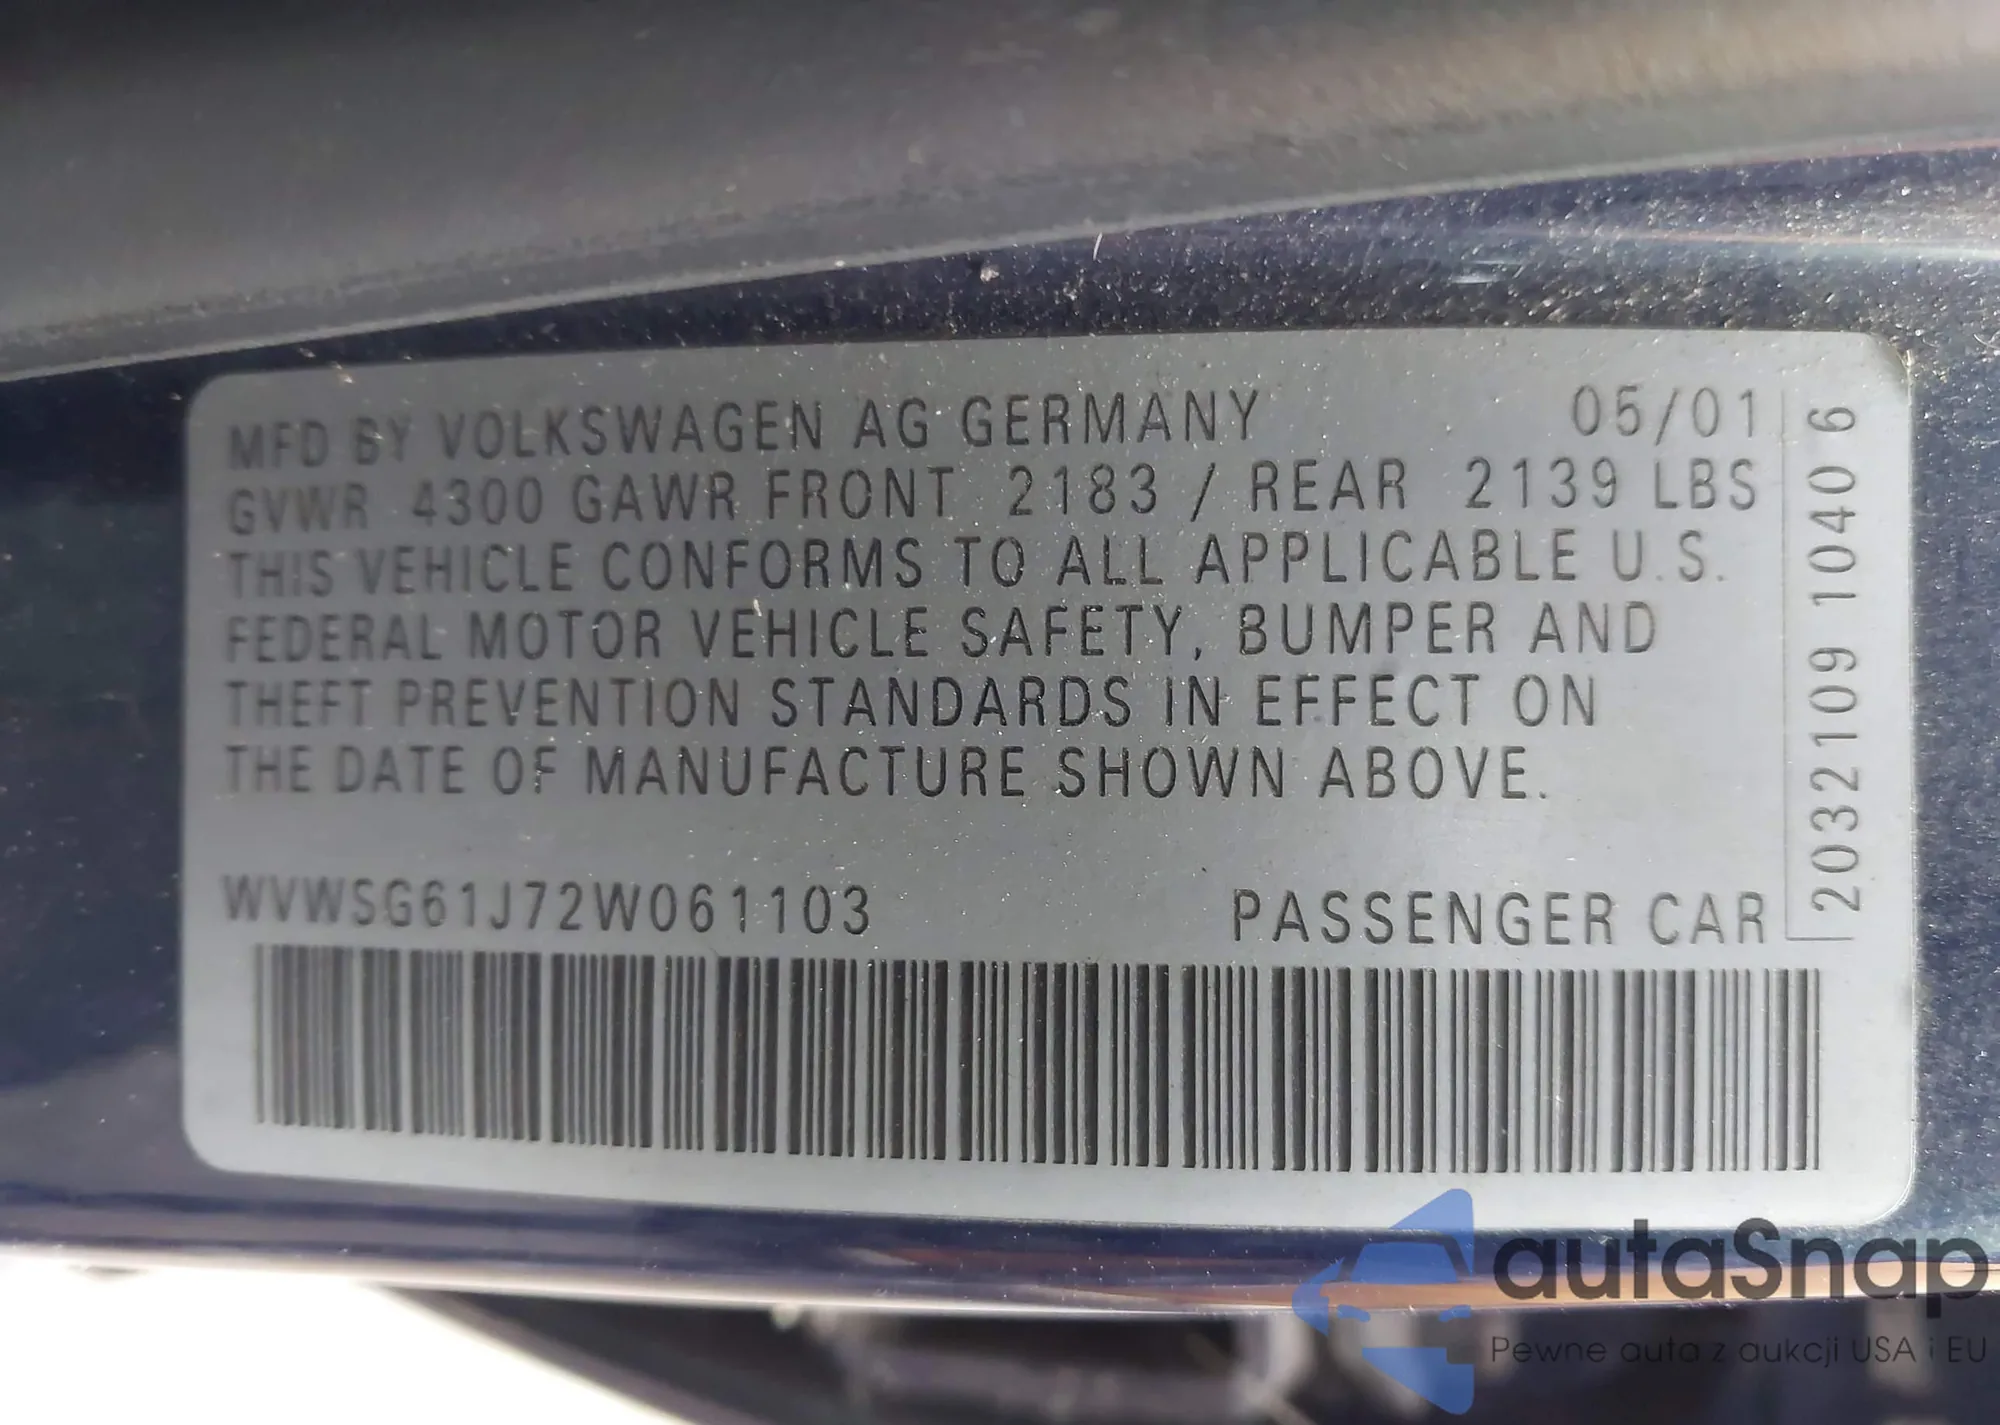 MFD BY VOLKSWAGEN AG GERMANY 05/01
GVWR 4300 GAWR FRONT 2183 / REAR 2139 LBS
THIS VEHICLE CONFORMS TO ALL APPLICABLE U.S.
FEDERAL MOTOR VEHICLE SAFETY, BUMPER AND
THEFT PREVENTION STANDARDS IN EFFECT ON
THE DATE OF MANUFACTURE SHOWN ABOVE.
WVWSG61J72W061103 PASSENGER CAR
2032109 1040 6
autaSnap
Pewne auta z aukcji USA i EU